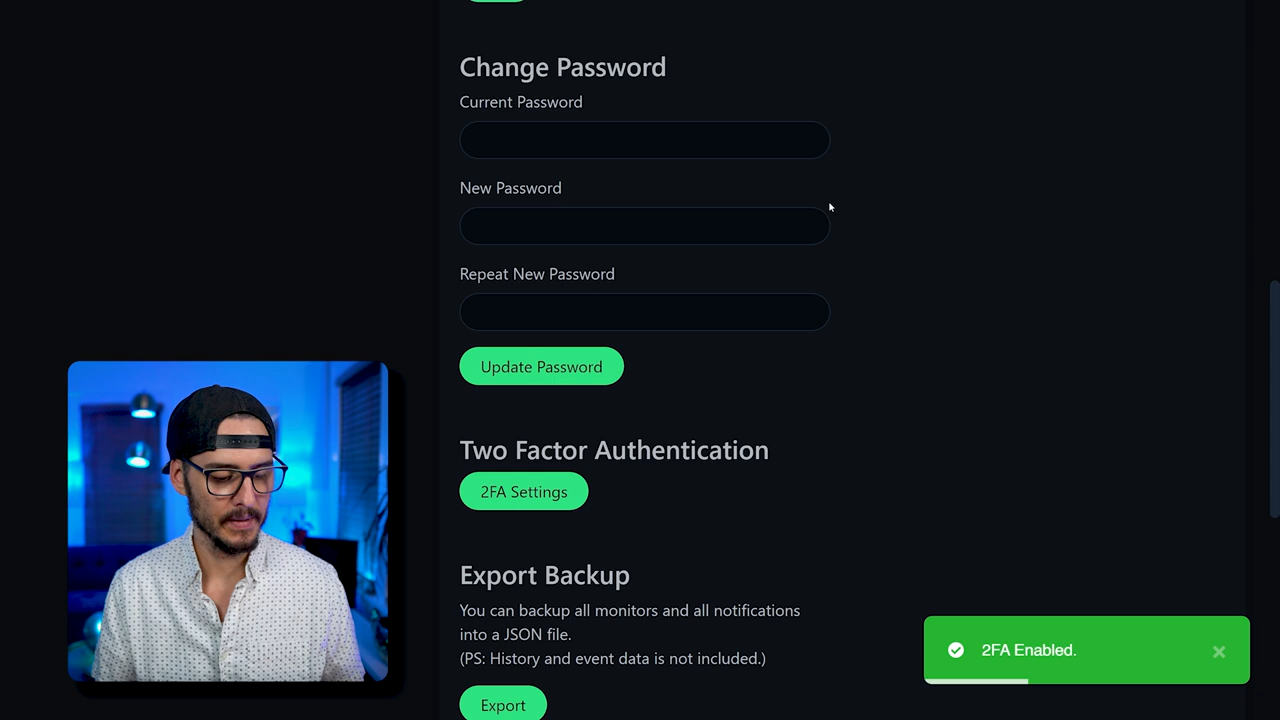 Change Password
Current Password
New Password
Repeat New Password
Update Password
Two Factor Authentication
2FA Settings
Export Backup
You can backup all monitors and all notifications
into a JSON file.
(PS: History and event data is not included.)
Export
2FA Enabled.